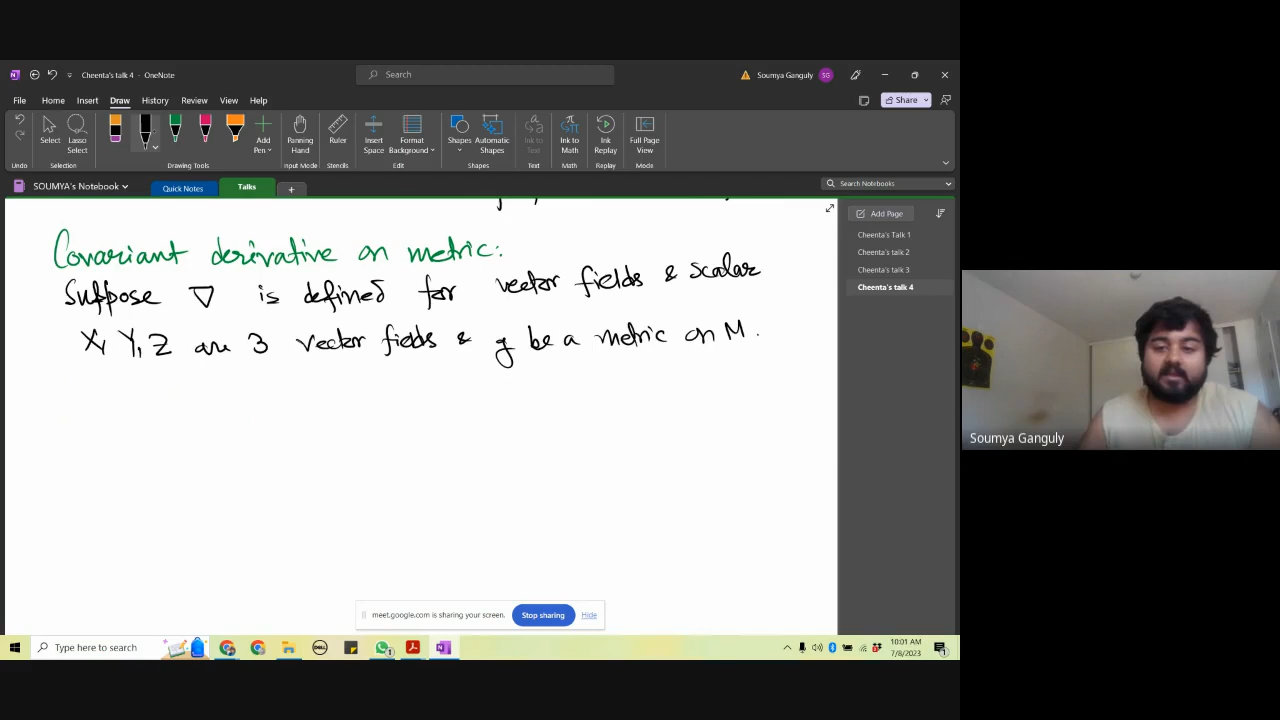 Cheenta's talk 4 - OneNote
Search
Soumya Ganguly
SG
File Home Insert Draw History Review View Help
Share
Select
Lasso Select
Add Pen
Panning Hand
Ruler
Insert Space
Format Background
Shapes
Automatic Shapes
Ink to Text
Ink to Math
Ink Replay
Full Page View
Undo
Selection
Drawing Tools
Input Mode
Stencils
Edit
Shapes
Text
Math
Replay
Mode
SOUMYA's Notebook
Quick Notes
Talks
Search Notebooks
Add Page
Cheenta's Talk 1
Cheenta's talk 2
Cheenta's talk 3
Cheenta's talk 4
Covariant derivative on metric:
Suppose ∇ is defined for vector fields & scalar
X, Y, Z are 3 vector fields & g be a metric on M.
Soumya Ganguly
meet.google.com is sharing your screen.
Stop sharing
Hide
Type here to search
10:01 AM
7/8/2023